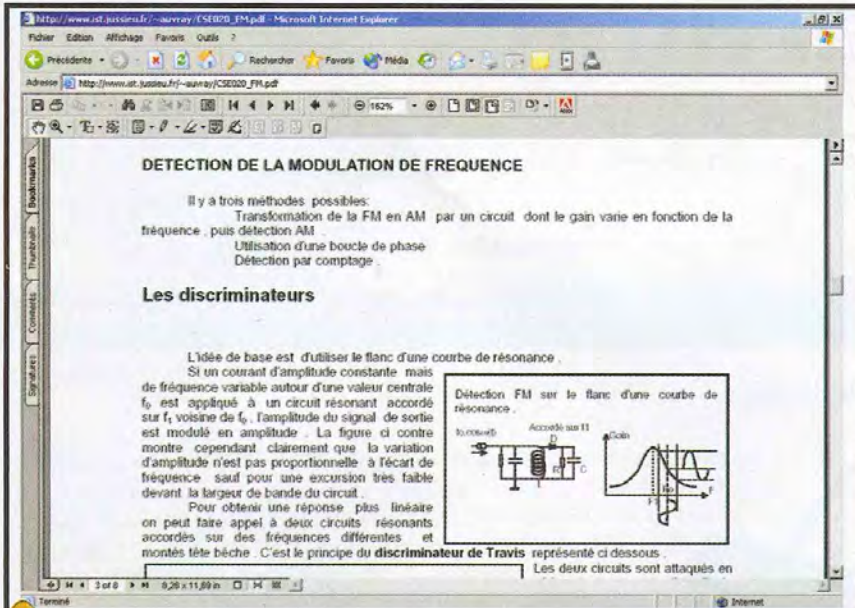 http://www.ist.jussieu.fr/~auvray/CSE020_FM.pdf - Microsoft Internet Explorer
Fichier Edition Affichage Favoris Outils ?
Précédente Rechercher Favoris Média
Adresse http://www.ist.jussieu.fr/~auvray/CSE020_FM.pdf
162%
Bookmarks
Thumbnails
Comments
Signatures
DETECTION DE LA MODULATION DE FREQUENCE
Il y a trois méthodes possibles:
Transformation de la FM en AM par un circuit dont le gain varie en fonction de la
fréquence , puis détection AM .
Utilisation d'une boucle de phase
Détection par comptage .
Les discriminateurs
L'idée de base est d'utiliser le flanc d'une courbe de résonance .
Si un courant d'amplitude constante mais
de fréquence variable autour d'une valeur centrale
f0 est appliqué à un circuit résonant accordé
sur f1 voisine de f0 , l'amplitude du signal de sortie
est modulé en amplitude . La figure ci contre
montre cependant clairement que la variation
d'amplitude n'est pas proportionnelle à l'écart de
fréquence sauf pour une excursion très faible
devant la largeur de bande du circuit .
Pour obtenir une réponse plus linéaire
on peut faire appel à deux circuits résonants
accordés sur des fréquences différentes et
montés tête bêche . C'est le principe du discriminateur de Travis représenté ci dessous .
Détection FM sur le flanc d'une courbe de
résonance .
Accordé sur f1
D
R
C
Gain
F
Les deux circuits sont attaqués en
3 of 8
8,26 x 11,69 in
Terminé
Internet